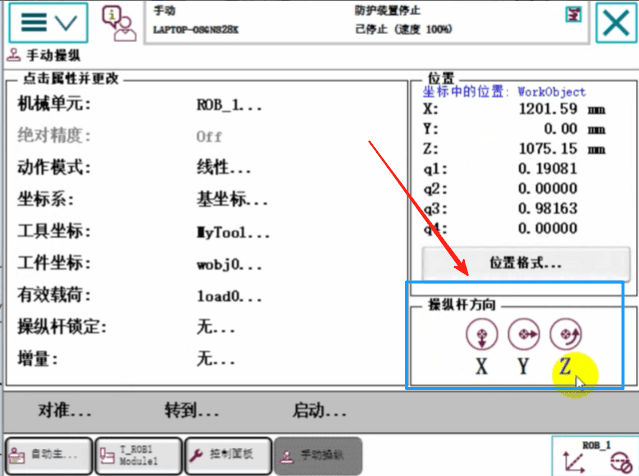 手动
防护装置停止
LAPTOP-OS6NS28K
已停止 (速度 100%)
手动操纵
点击属性并更改
机械单元: ROB_1...
绝对精度: Off
动作模式: 线性...
坐标系: 基坐标...
工具坐标: MyTool...
工件坐标: wobj0...
有效载荷: load0...
操纵杆锁定: 无...
增量: 无...
位置
坐标中的位置: WorkObject
X: 1201.59 mm
Y: 0.00 mm
Z: 1075.15 mm
q1: 0.19081
q2: 0.00000
q3: 0.98163
q4: 0.00000
位置格式...
操纵杆方向
X Y Z
对准... 转到... 启动...
自动生...
T_ROB1
Module1
控制面板
手动操纵
ROB_1